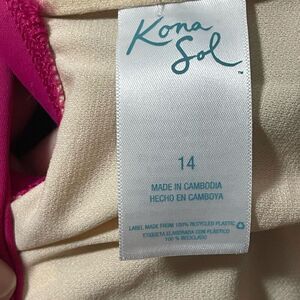 Kona
Sol™
14
MADE IN CAMBODIA
HECHO EN CAMBOYA
LABEL MADE FROM 100% RECYCLED PLASTIC
ETIQUETA ELABORADA CON PLÁSTICO
100 % RECICLADO